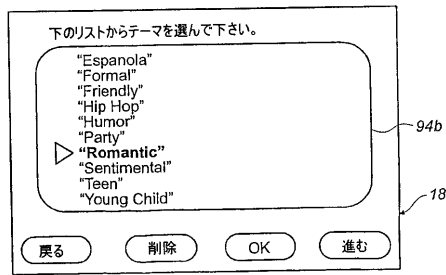 下のリストからテーマを選んで下さい。
“Espanola”
“Formal”
“Friendly”
“Hip Hop”
“Humor”
“Party”
“Romantic”
“Sentimental”
“Teen”
“Young Child”
94b
18
戻る 削除 OK 進む